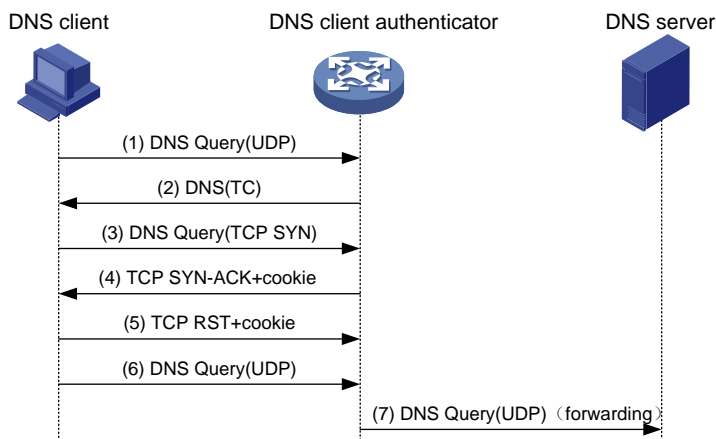 DNS client
DNS client authenticator
DNS server
(1) DNS Query(UDP)
(2) DNS(TC)
(3) DNS Query(TCP SYN)
(4) TCP SYN-ACK+cookie
(5) TCP RST+cookie
(6) DNS Query(UDP)
(7) DNS Query(UDP)（forwarding）